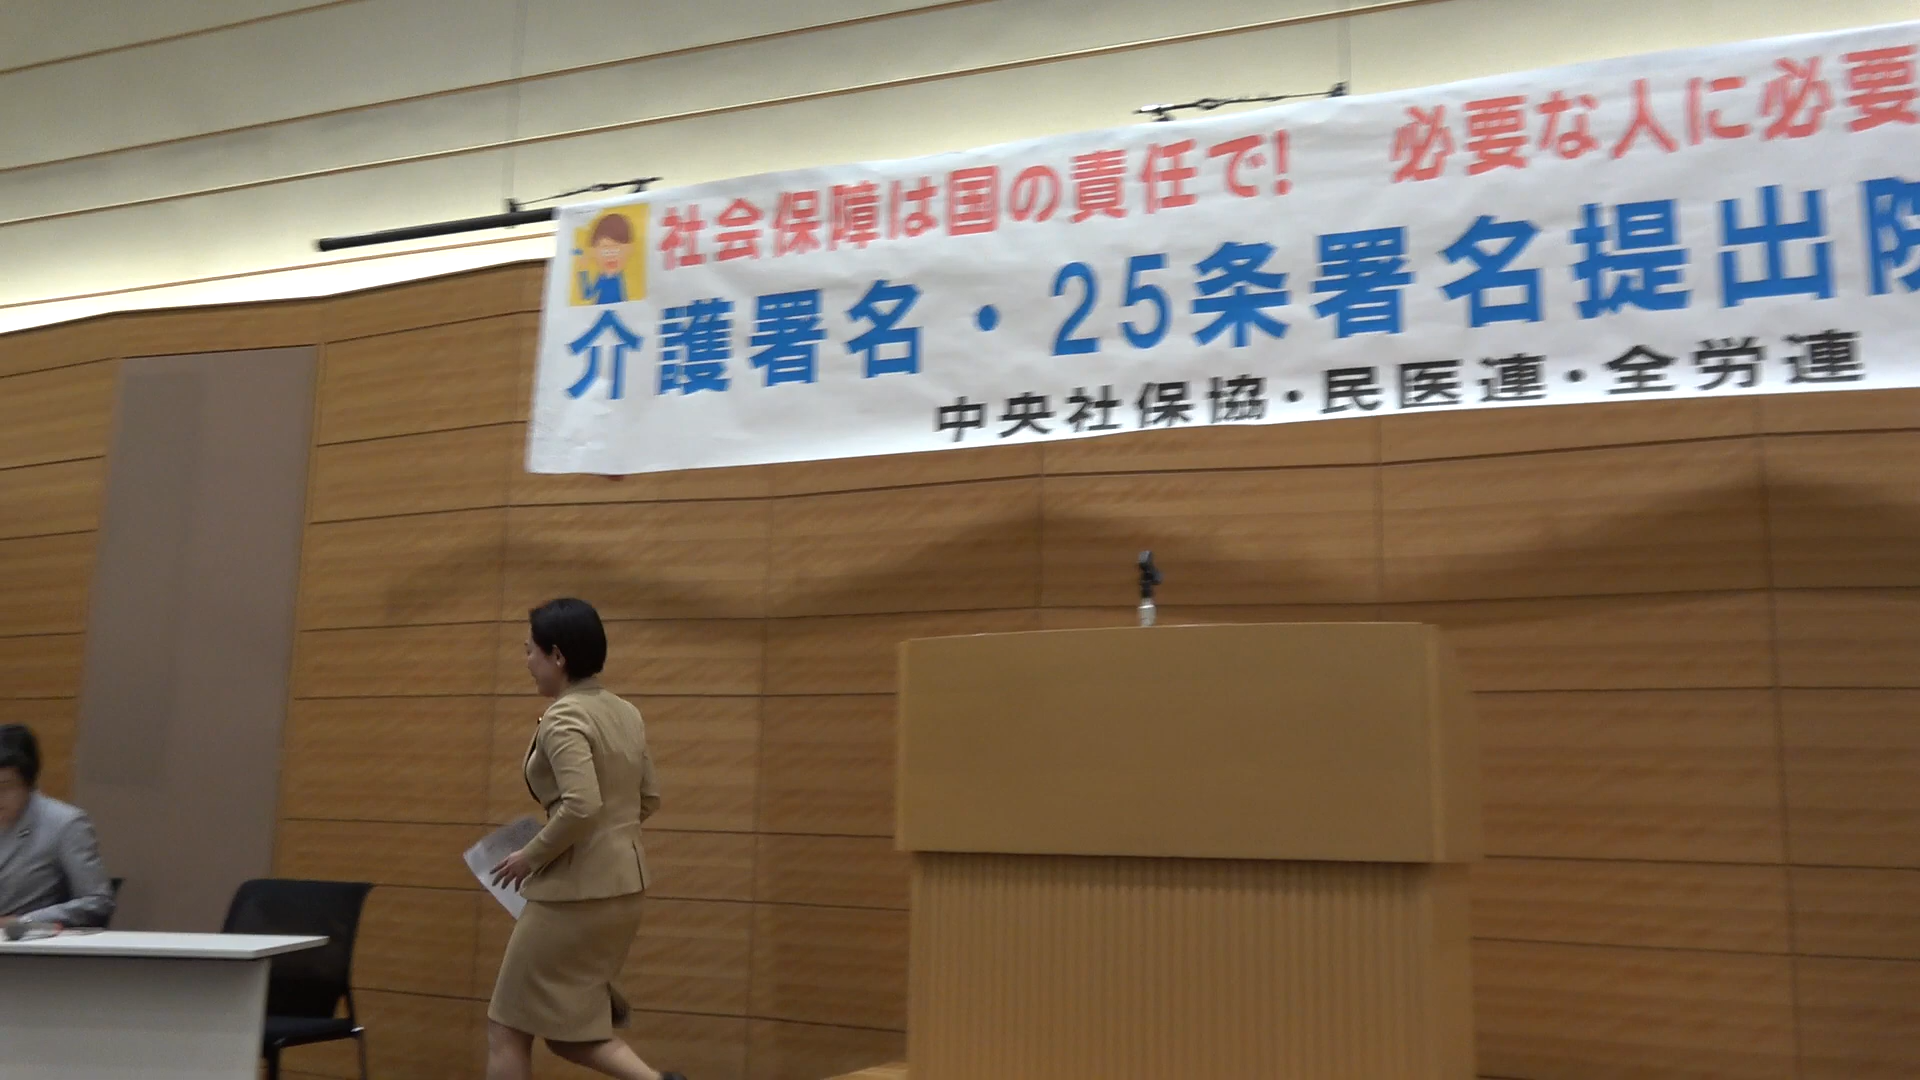 社会保障は国の責任で! 必要な人に必要
介護署名・25条署名提出院
中央社保協・民医連・全労連